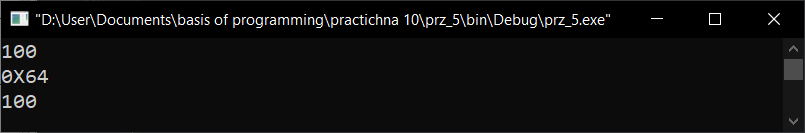 "D:\User\Documents\basis of programming\practichna 10\prz_5\bin\Debug\prz_5.exe"
100
0X64
100